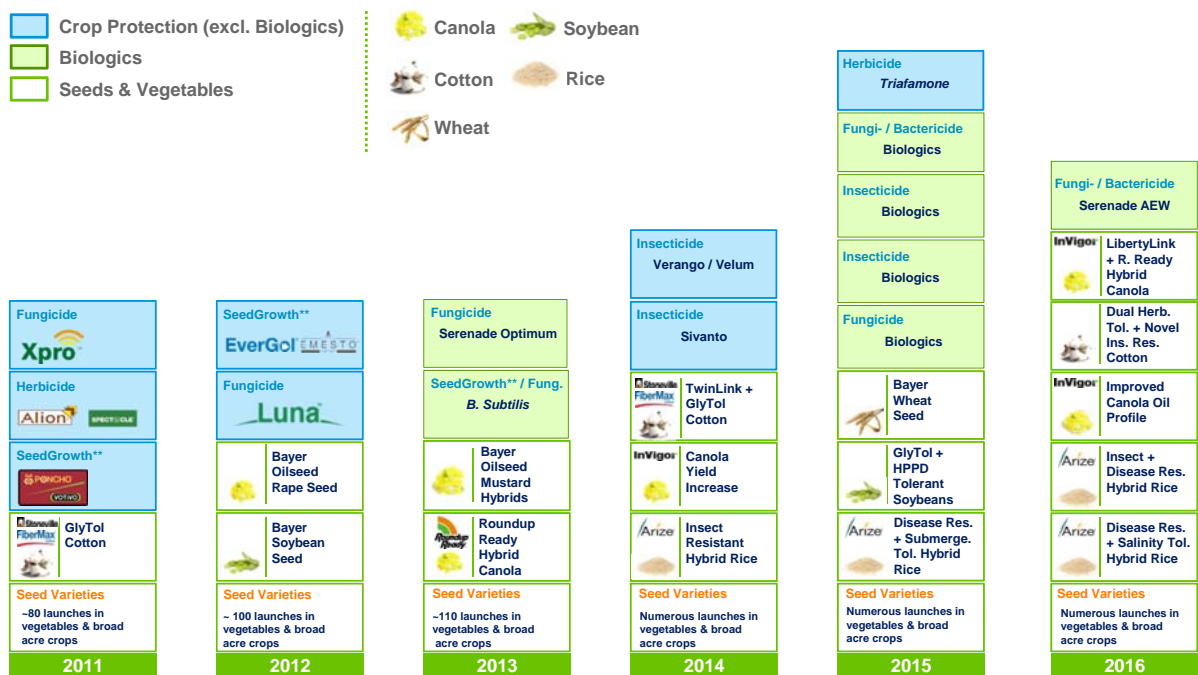 Crop Protection (excl. Biologics)
Biologics
Seeds & Vegetables
Canola
Soybean
Cotton
Rice
Wheat
Fungicide
Xpro
Herbicide
Alion
SPECTICLE
SeedGrowth**
PONCHO
VOTIVO
Stoneville
FiberMax
GlyTol
Cotton
Seed Varieties
~80 launches in
vegetables & broad
acre crops
2011
SeedGrowth**
EverGol EMESTO
Fungicide
Luna
Bayer
Oilseed
Rape Seed
Bayer
Soybean
Seed
Seed Varieties
~ 100 launches in
vegetables & broad
acre crops
2012
Fungicide
Serenade Optimum
SeedGrowth** / Fung.
B. Subtilis
Bayer
Oilseed
Mustard
Hybrids
Roundup
Ready
Roundup
Ready
Hybrid
Canola
Seed Varieties
~110 launches in
vegetables & broad
acre crops
2013
Insecticide
Verango / Velum
Insecticide
Sivanto
Stoneville
FiberMax
TwinLink +
GlyTol
Cotton
InVigor
Canola
Yield
Increase
Arize
Insect
Resistant
Hybrid Rice
Seed Varieties
Numerous launches in
vegetables & broad
acre crops
2014
Herbicide
Triafamone
Fungi- / Bactericide
Biologics
Insecticide
Biologics
Insecticide
Biologics
Fungicide
Biologics
Bayer
Wheat
Seed
GlyTol +
HPPD
Tolerant
Soybeans
Arize
Disease Res.
+ Submerge.
Tol. Hybrid
Rice
Seed Varieties
Numerous launches in
vegetables & broad
acre crops
2015
Fungi- / Bactericide
Serenade AEW
InVigor
LibertyLink
+ R. Ready
Hybrid
Canola
Dual Herb.
Tol. + Novel
Ins. Res.
Cotton
InVigor
Improved
Canola Oil
Profile
Arize
Insect +
Disease Res.
Hybrid Rice
Arize
Disease Res.
+ Salinity Tol.
Hybrid Rice
Seed Varieties
Numerous launches in
vegetables & broad
acre crops
2016